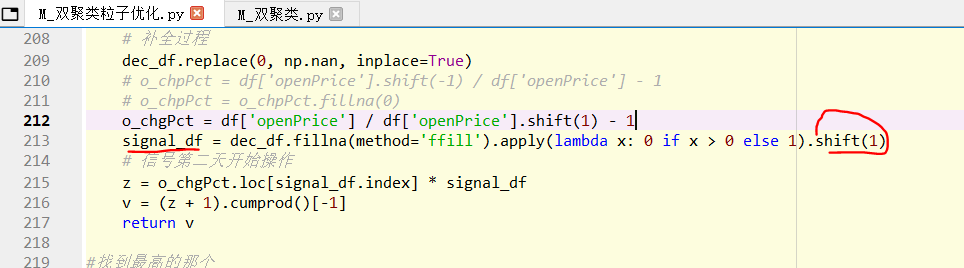 M_双聚类粒子优化.py M_双聚类.py
208 # 补全过程
209 dec_df.replace(0, np.nan, inplace=True)
210 # o_chpPct = df['openPrice'].shift(-1) / df['openPrice'] - 1
211 # o_chgPct = o_chpPct.fillna(0)
212 o_chgPct = df['openPrice'] / df['openPrice'].shift(1) - 1
213 signal_df = dec_df.fillna(method='ffill').apply(lambda x: 0 if x > 0 else 1).shift(1)
214 # 信号第二天开始操作
215 z = o_chgPct.loc[signal_df.index] * signal_df
216 v = (z + 1).cumprod()[-1]
217 return v
218
219 #找到最高的那个